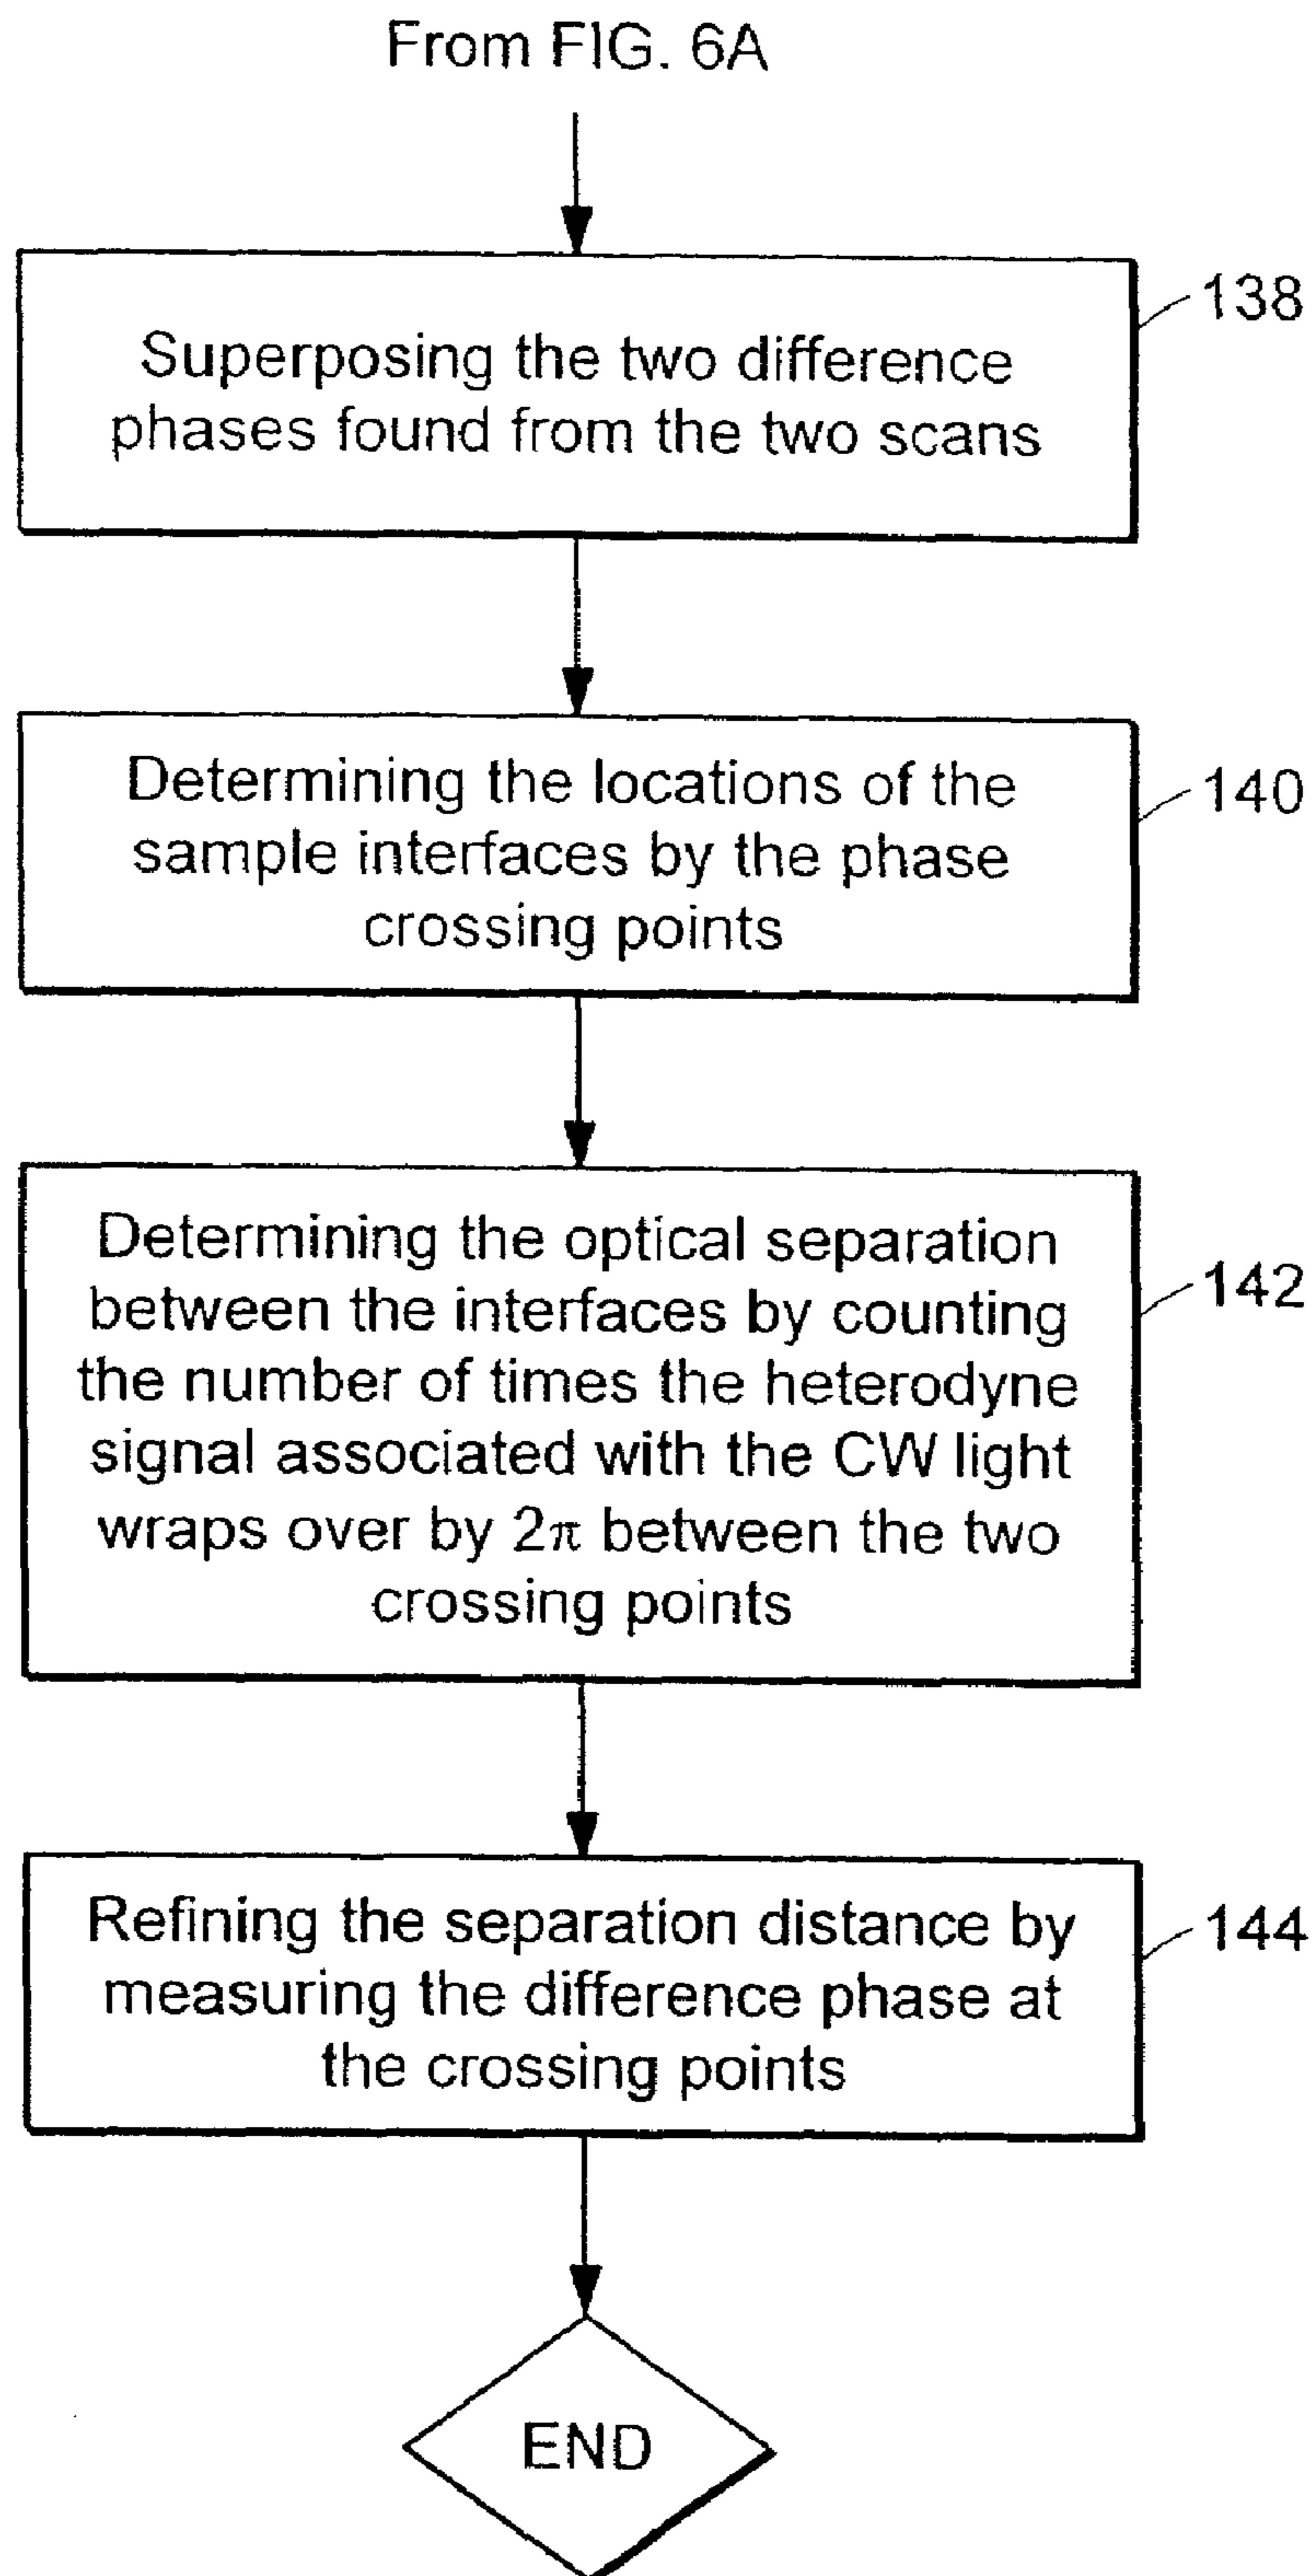 From FIG. 6A
138
Superposing the two difference
phases found from the two scans
140
Determining the locations of the
sample interfaces by the phase
crossing points
142
Determining the optical separation
between the interfaces by counting
the number of times the heterodyne
signal associated with the CW light
wraps over by 2π between the two
crossing points
144
Refining the separation distance by
measuring the difference phase at
the crossing points
END